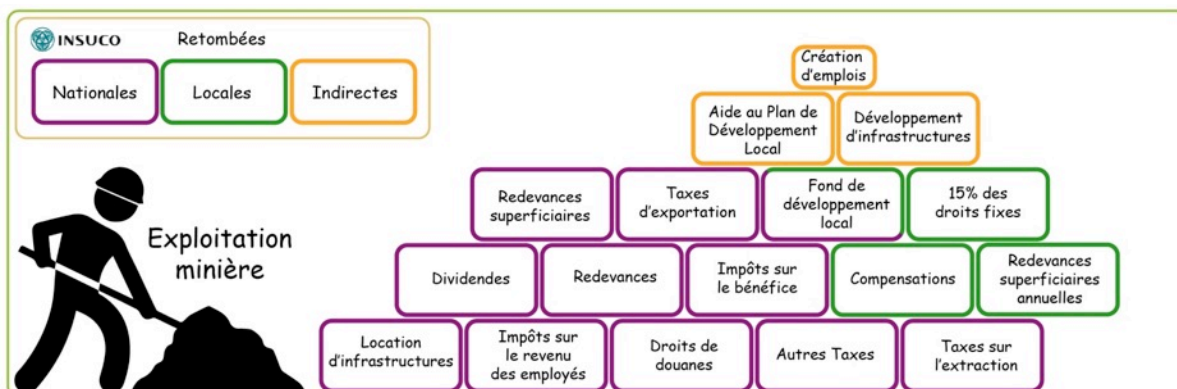 INSUCO Retombées
Nationales Locales Indirectes
Exploitation
minière
Création
d'emplois
Aide au Plan de
Développement
Local
Développement
d'infrastructures
Redevances
superficiaires
Taxes
d'exportation
Fond de
développement
local
15% des
droits fixes
Dividendes
Redevances
Impôts sur
le bénéfice
Compensations
Redevances
superficiaires
annuelles
Location
d'infrastructures
Impôts sur
le revenu
des employés
Droits de
douanes
Autres Taxes
Taxes sur
l'extraction